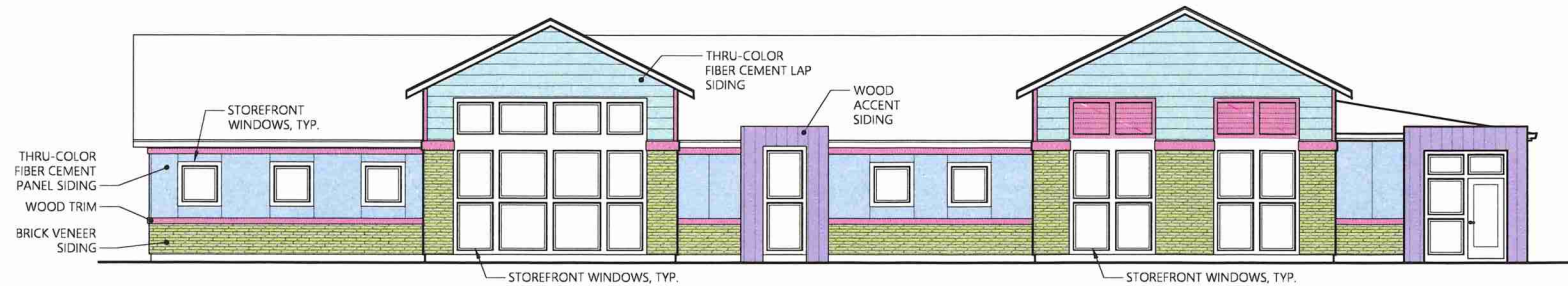 THRU-COLOR
FIBER CEMENT LAP
SIDING
WOOD
ACCENT
SIDING
STOREFRONT
WINDOWS, TYP.
THRU-COLOR
FIBER CEMENT
PANEL SIDING
WOOD TRIM
BRICK VENEER
SIDING
STOREFRONT WINDOWS, TYP.
STOREFRONT WINDOWS, TYP.